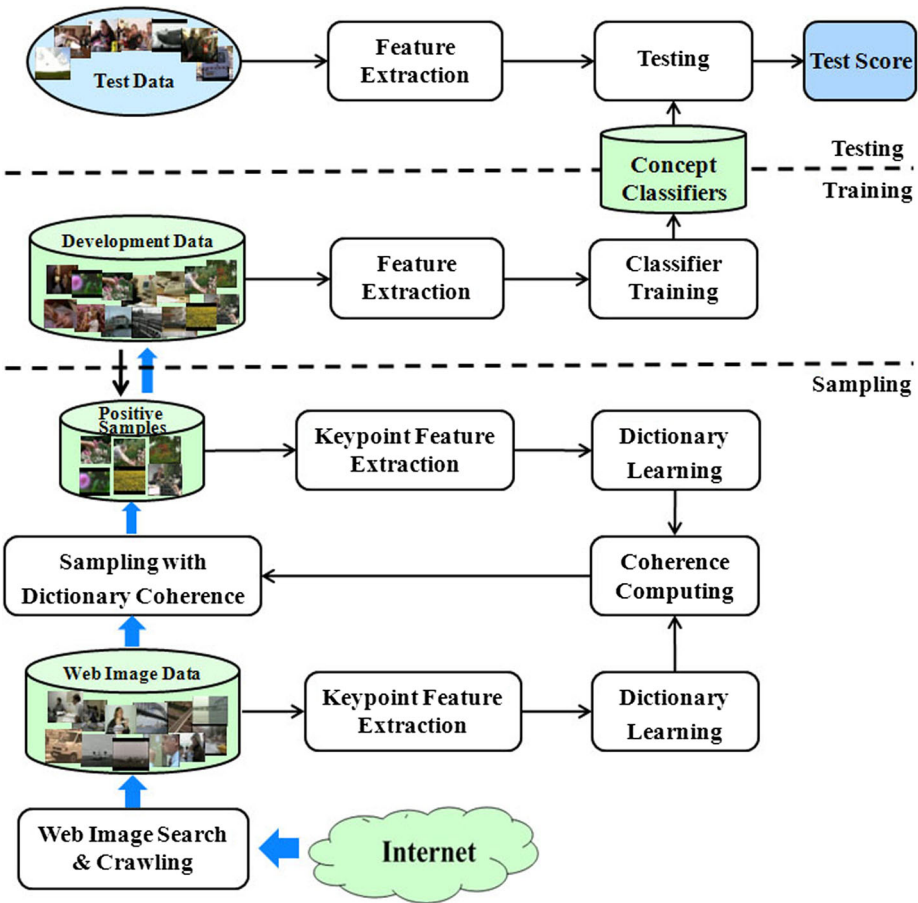 Test Data
Feature
Extraction
Testing
Test Score
Concept
Classifiers
Testing
Training
Development Data
Feature
Extraction
Classifier
Training
Sampling
Positive
Samples
Keypoint Feature
Extraction
Dictionary
Learning
Sampling with
Dictionary Coherence
Coherence
Computing
Web Image Data
Keypoint Feature
Extraction
Dictionary
Learning
Web Image Search
& Crawling
Internet